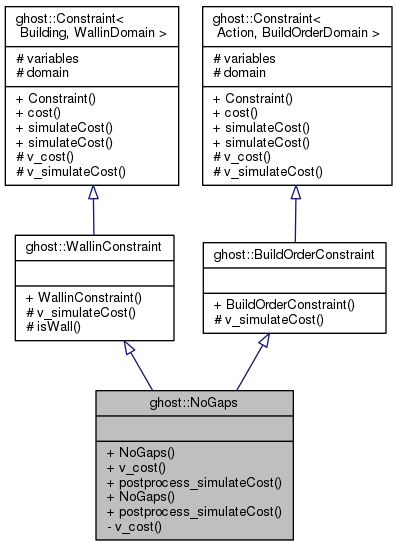 ghost::Constraint<
Building, WallinDomain >
# variables
# domain
+ Constraint()
+ cost()
+ simulateCost()
+ simulateCost()
# v_cost()
# v_simulateCost()
ghost::Constraint<
Action, BuildOrderDomain >
# variables
# domain
+ Constraint()
+ cost()
+ simulateCost()
+ simulateCost()
# v_cost()
# v_simulateCost()
ghost::WallinConstraint
+ WallinConstraint()
# v_simulateCost()
# isWall()
ghost::BuildOrderConstraint
+ BuildOrderConstraint()
# v_simulateCost()
ghost::NoGaps
+ NoGaps()
+ v_cost()
+ postprocess_simulateCost()
+ NoGaps()
+ postprocess_simulateCost()
- v_cost()